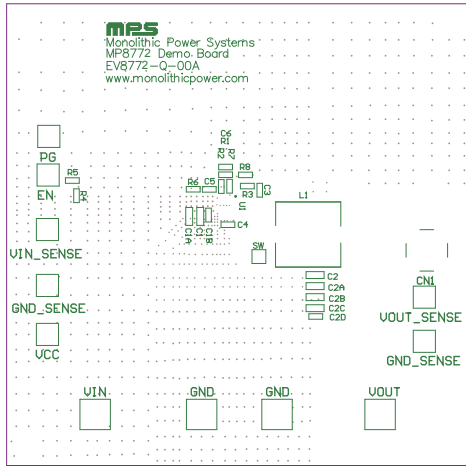 MPS
Monolithic Power Systems
MP8772 Demo Board
EV8772-Q-00A
www.monolithicpower.com
PG
C6
R1
R2
R7
R5
R8
EN
R4
R6
C5
R3
C3
L1
U1
C1A
C1
C1B
C4
VIN_SENSE
SW
C2
CN1
C2A
GND_SENSE
C2B
C2C
VOUT_SENSE
C2D
VCC
GND_SENSE
VIN
GND
GND
VOUT